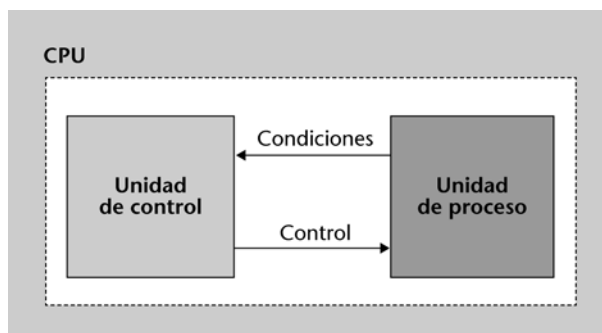 CPU
Condiciones
Unidad
de control
Unidad
de proceso
Control